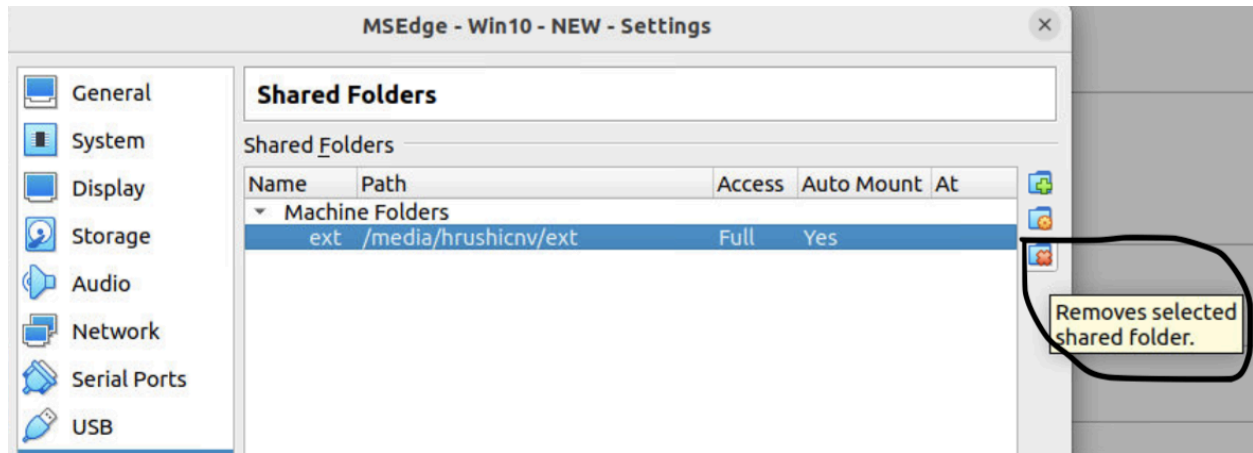 MSEdge - Win10 - NEW - Settings
General
System
Display
Storage
Audio
Network
Serial Ports
USB
Shared Folders
Shared Folders
Name Path Access Auto Mount At
Machine Folders
ext /media/hrushicnv/ext Full Yes
Removes selected
shared folder.